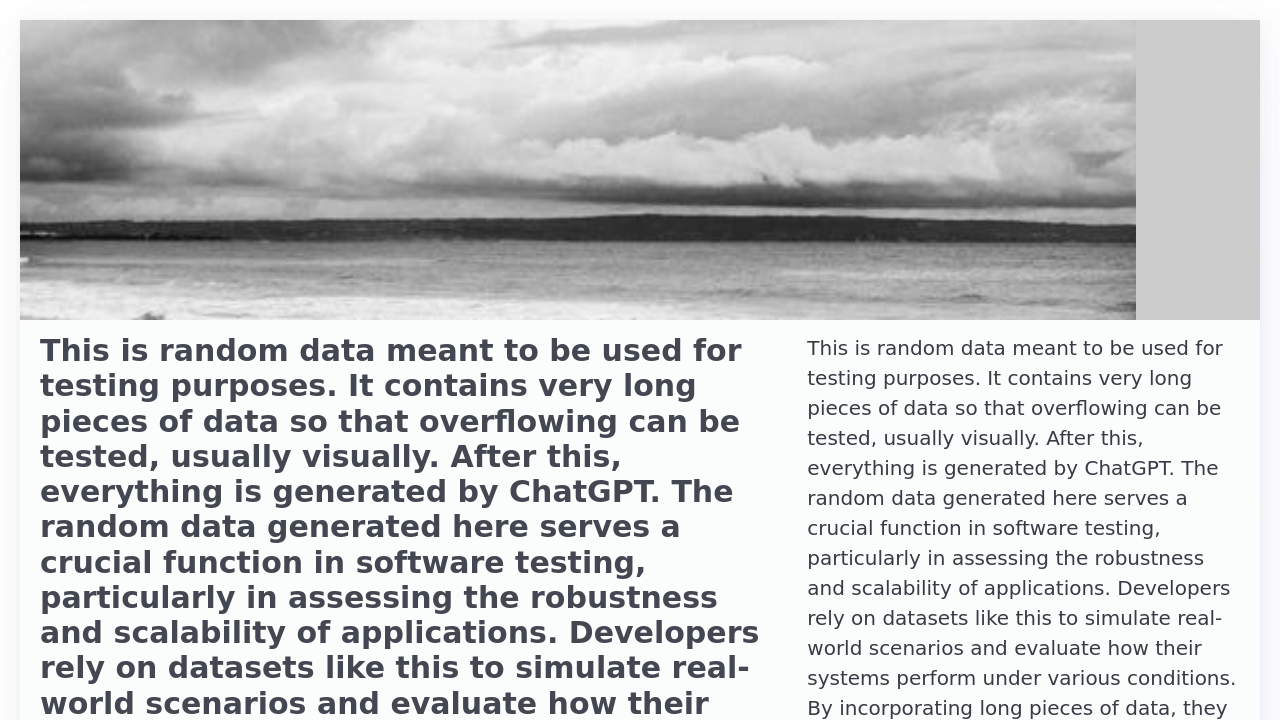 This is random data meant to be used for
testing purposes. It contains very long
pieces of data so that overflowing can be
tested, usually visually. After this,
everything is generated by ChatGPT. The
random data generated here serves a
crucial function in software testing,
particularly in assessing the robustness
and scalability of applications. Developers
rely on datasets like this to simulate real-
world scenarios and evaluate how their
This is random data meant to be used for
testing purposes. It contains very long
pieces of data so that overflowing can be
tested, usually visually. After this,
everything is generated by ChatGPT. The
random data generated here serves a
crucial function in software testing,
particularly in assessing the robustness
and scalability of applications. Developers
rely on datasets like this to simulate real-
world scenarios and evaluate how their
systems perform under various conditions.
By incorporating long pieces of data, they